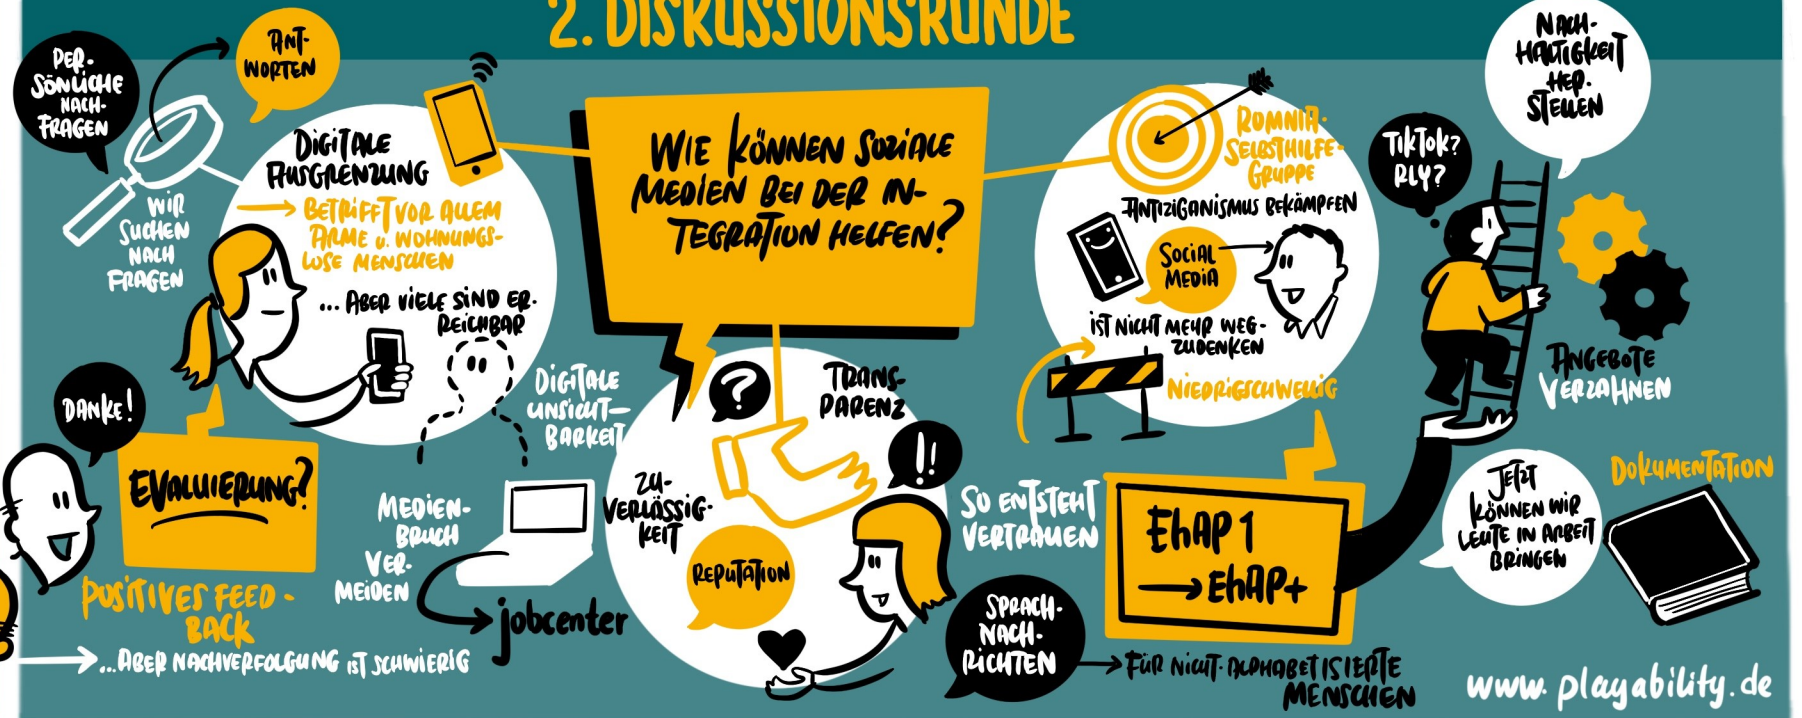 2. DISKUSSIONSRUNDE
PER-
SÖNLICHE
NACH-
FRAGEN
ANT-
WORTEN
WIR
SUCHEN
NACH
FRAGEN
DIGITALE
AUSGRENZUNG
BETRIFFT VOR ALLEM
ARME u. WOHNUNGS-
LOSE MENSCHEN
... ABER VIELE SIND ER-
REICHBAR
DIGITALE
UNSICHT-
BARKEIT
WIE KÖNNEN SOZIALE
MEDIEN BEI DER IN-
TEGRATION HELFEN?
ROMNJA-
SELBSTHILFE-
GRUPPE
ANTIZIGANISMUS BEKÄMPFEN
SOCIAL
MEDIA
IST NICHT MEHR WEG-
ZUDENKEN
NIEDRIGSCHWELLIG
TIKTOK?
RLY?
NACH-
HALTIGKEIT
HER-
STELLEN
ANGEBOTE
VERZAHNEN
DANKE!
EVALUIERUNG?
POSITIVES FEED-
BACK
...ABER NACHVERFOLGUNG IST SCHWIERIG
MEDIEN-
BRUCH
VER-
MEIDEN
jobcenter
?
TRANS-
PARENZ
!!
ZU-
VERLÄSSIG-
KEIT
REPUTATION
SO ENTSTEHT
VERTRAUEN
SPRACH-
NACH-
RICHTEN
FÜR NICHT-ALPHABETISIERTE
MENSCHEN
EHAP 1
→ EHAP+
JETZT
KÖNNEN WIR
LEUTE IN ARBEIT
BRINGEN
DOKUMENTATION
www.playability.de